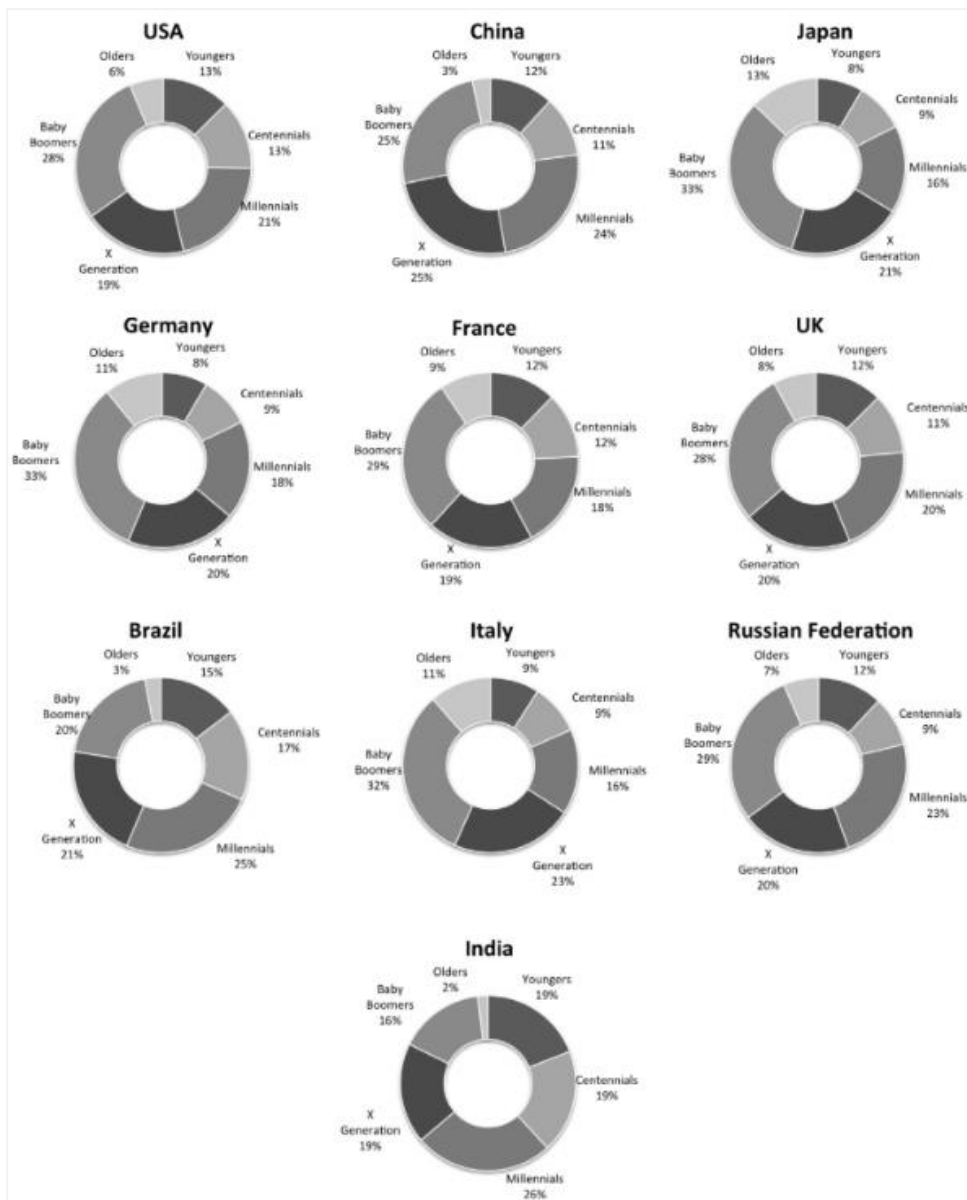 USA
Olders
6%
Youngers
13%
Centennials
13%
Millennials
21%
X
Generation
19%
Baby
Boomers
28%
China
Olders
3%
Youngers
12%
Centennials
11%
Millennials
24%
X
Generation
25%
Baby
Boomers
25%
Japan
Olders
13%
Youngers
8%
Centennials
9%
Millennials
16%
X
Generation
21%
Baby
Boomers
33%
Germany
Olders
11%
Youngers
8%
Centennials
9%
Millennials
18%
X
Generation
20%
Baby
Boomers
33%
France
Olders
9%
Youngers
12%
Centennials
12%
Millennials
18%
X
Generation
19%
Baby
Boomers
29%
UK
Olders
8%
Youngers
12%
Centennials
11%
Millennials
20%
X
Generation
20%
Baby
Boomers
28%
Brazil
Olders
3%
Youngers
15%
Centennials
17%
Millennials
25%
X
Generation
21%
Baby
Boomers
20%
Italy
Olders
11%
Youngers
9%
Centennials
9%
Millennials
16%
X
Generation
23%
Baby
Boomers
32%
Russian Federation
Olders
7%
Youngers
12%
Centennials
9%
Millennials
23%
X
Generation
20%
Baby
Boomers
29%
India
Olders
2%
Youngers
19%
Centennials
19%
Millennials
26%
X
Generation
19%
Baby
Boomers
16%